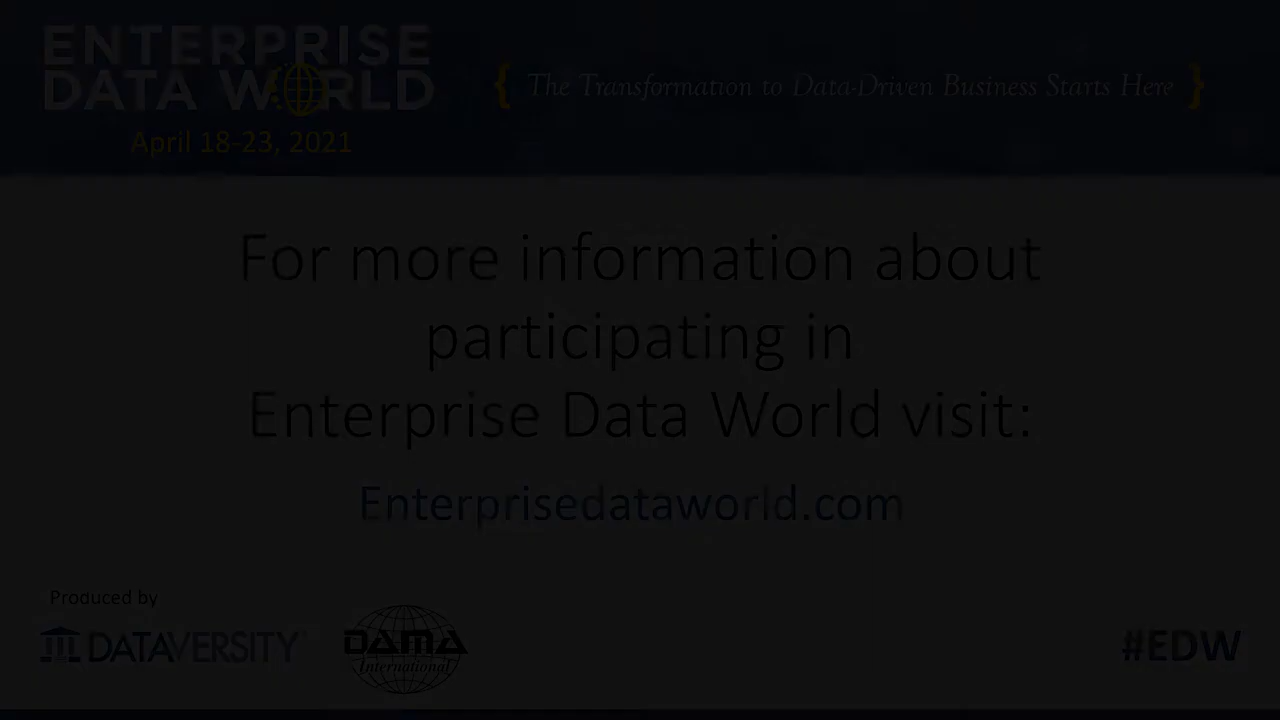 ENTERPRISE
DATA WORLD
{ The Transformation to Data-Driven Business Starts Here }
April 18-23, 2021
For more information about
participating in
Enterprise Data World visit:
Enterprisedataworld.com
Produced by
DATAVERSITY
DAMA
International
#EDW